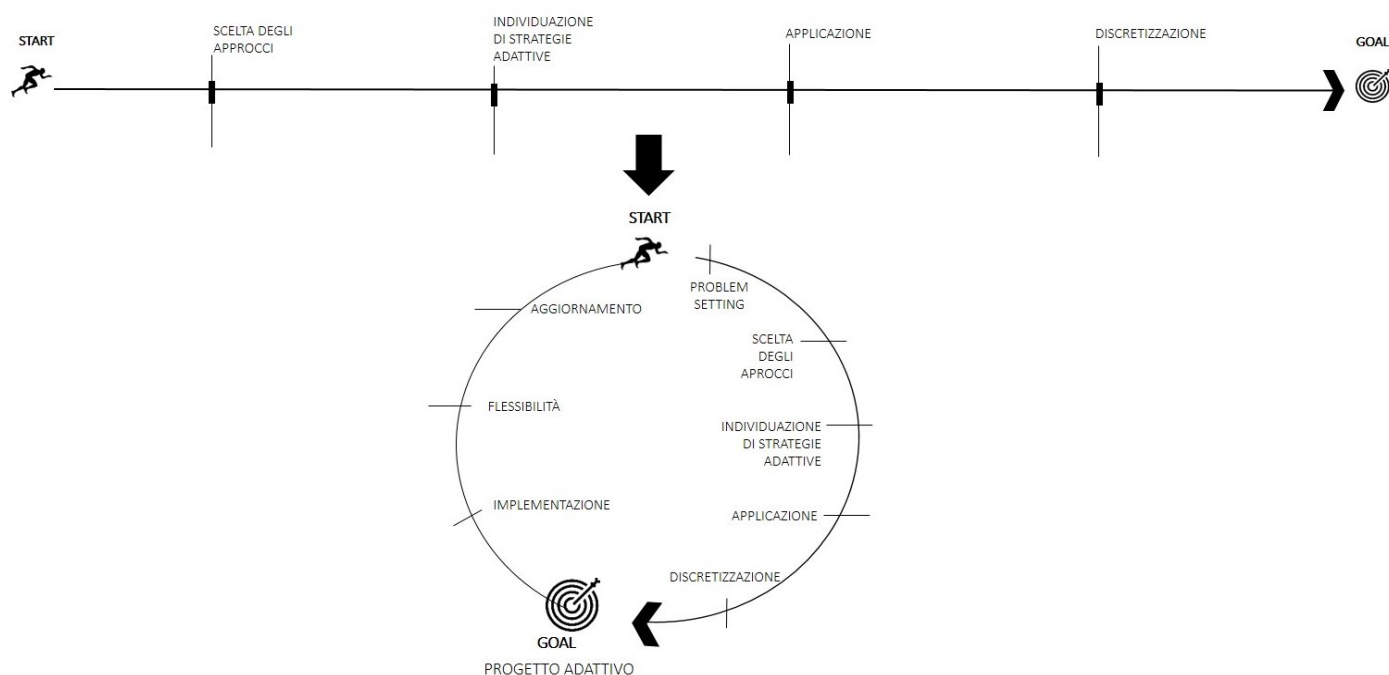 START
SCELTA DEGLI
APPROCCI
INDIVIDUAZIONE
DI STRATEGIE
ADATTIVE
APPLICAZIONE
DISCRETIZZAZIONE
GOAL
START
PROBLEM
SETTING
SCELTA
DEGLI
APROCCI
INDIVIDUAZIONE
DI STRATEGIE
ADATTIVE
APPLICAZIONE
DISCRETIZZAZIONE
GOAL
PROGETTO ADATTIVO
IMPLEMENTAZIONE
FLESSIBILITÀ
AGGIORNAMENTO